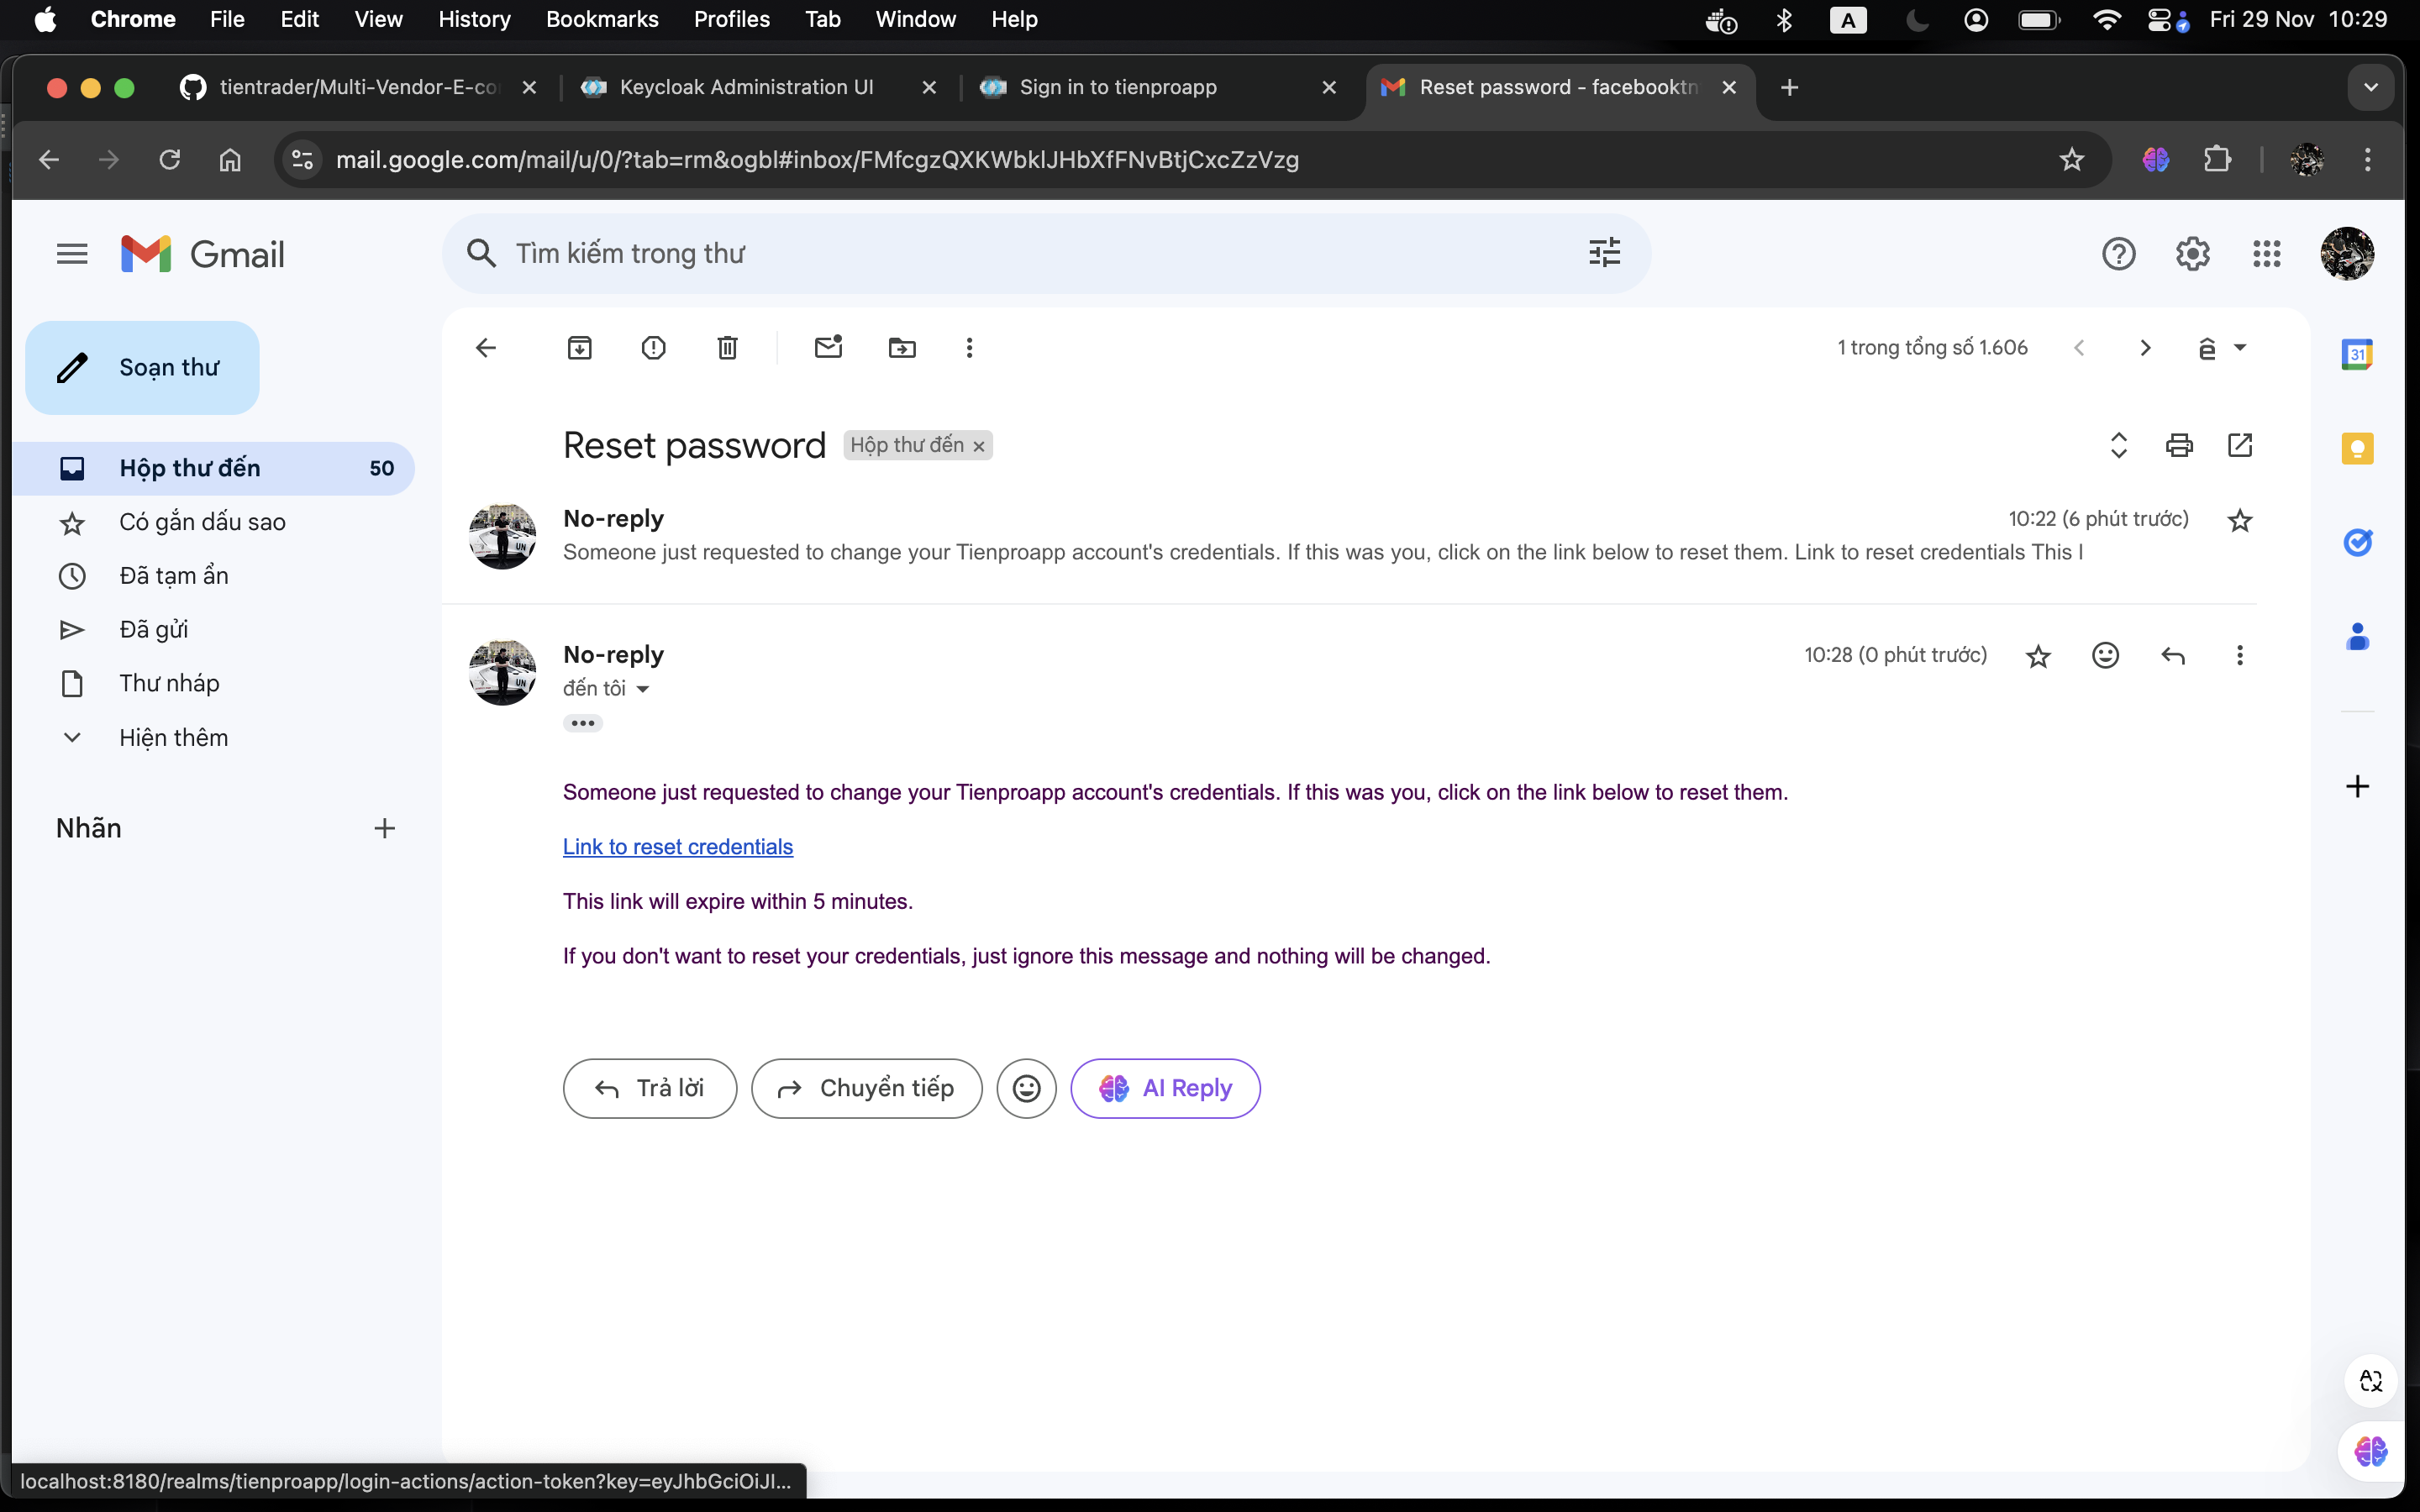 Chrome File Edit View History Bookmarks Profiles Tab Window Help A Fri 29 Nov 10:29
tientrader/Multi-Vendor-E-co Keycloak Administration UI Sign in to tienproapp Reset password - facebooktn
mail.google.com/mail/u/0/?tab=rm&ogbl#inbox/FMfcgzQXKWbklJHbXfFNvBtjCxcZzVzg
Gmail
Tìm kiếm trong thư
Soạn thư
1 trong tổng số 1.606
31
Hộp thư đến 50
Có gắn dấu sao
Đã tạm ẩn
Đã gửi
Thư nháp
Hiện thêm
Nhãn
Reset password Hộp thư đến
No-reply 10:22 (6 phút trước)
Someone just requested to change your Tienproapp account's credentials. If this was you, click on the link below to reset them. Link to reset credentials This l
No-reply 10:28 (0 phút trước)
đến tôi
Someone just requested to change your Tienproapp account's credentials. If this was you, click on the link below to reset them.
Link to reset credentials
This link will expire within 5 minutes.
If you don't want to reset your credentials, just ignore this message and nothing will be changed.
Trả lời Chuyển tiếp AI Reply
localhost:8180/realms/tienproapp/login-actions/action-token?key=eyJhbGciOiJI...